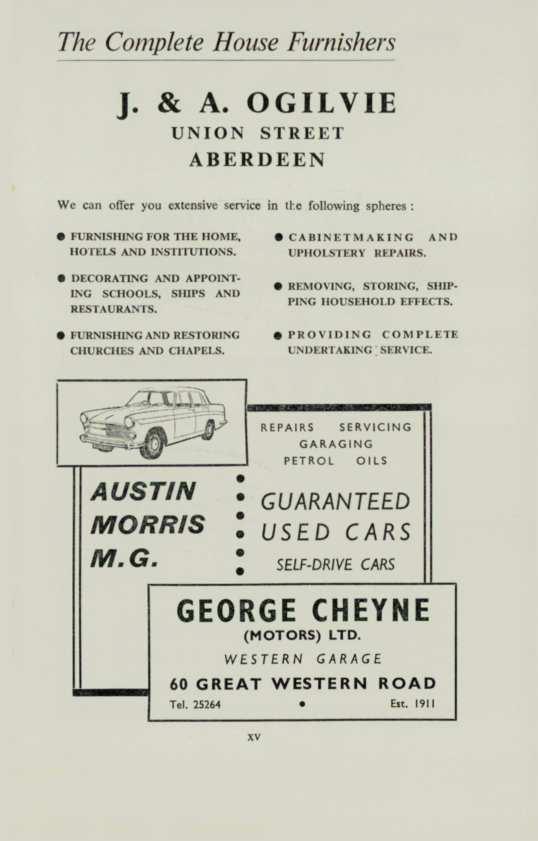 The Complete House Furnishers
J. & A. OGILVIE
UNION STREET
ABERDEEN
We can offer you extensive service in the following spheres :
● FURNISHING FOR THE HOME,
HOTELS AND INSTITUTIONS.
● DECORATING AND APPOINT-
ING SCHOOLS, SHIPS AND
RESTAURANTS.
● FURNISHING AND RESTORING
CHURCHES AND CHAPELS.
● CABINETMAKING AND
UPHOLSTERY REPAIRS.
● REMOVING, STORING, SHIP-
PING HOUSEHOLD EFFECTS.
● PROVIDING COMPLETE
UNDERTAKING SERVICE.
REPAIRS SERVICING
GARAGING
PETROL OILS
AUSTIN
MORRIS
M.G.
GUARANTEED
USED CARS
SELF-DRIVE CARS
GEORGE CHEYNE
(MOTORS) LTD.
WESTERN GARAGE
60 GREAT WESTERN ROAD
Tel. 25264 ● Est. 1911
XV